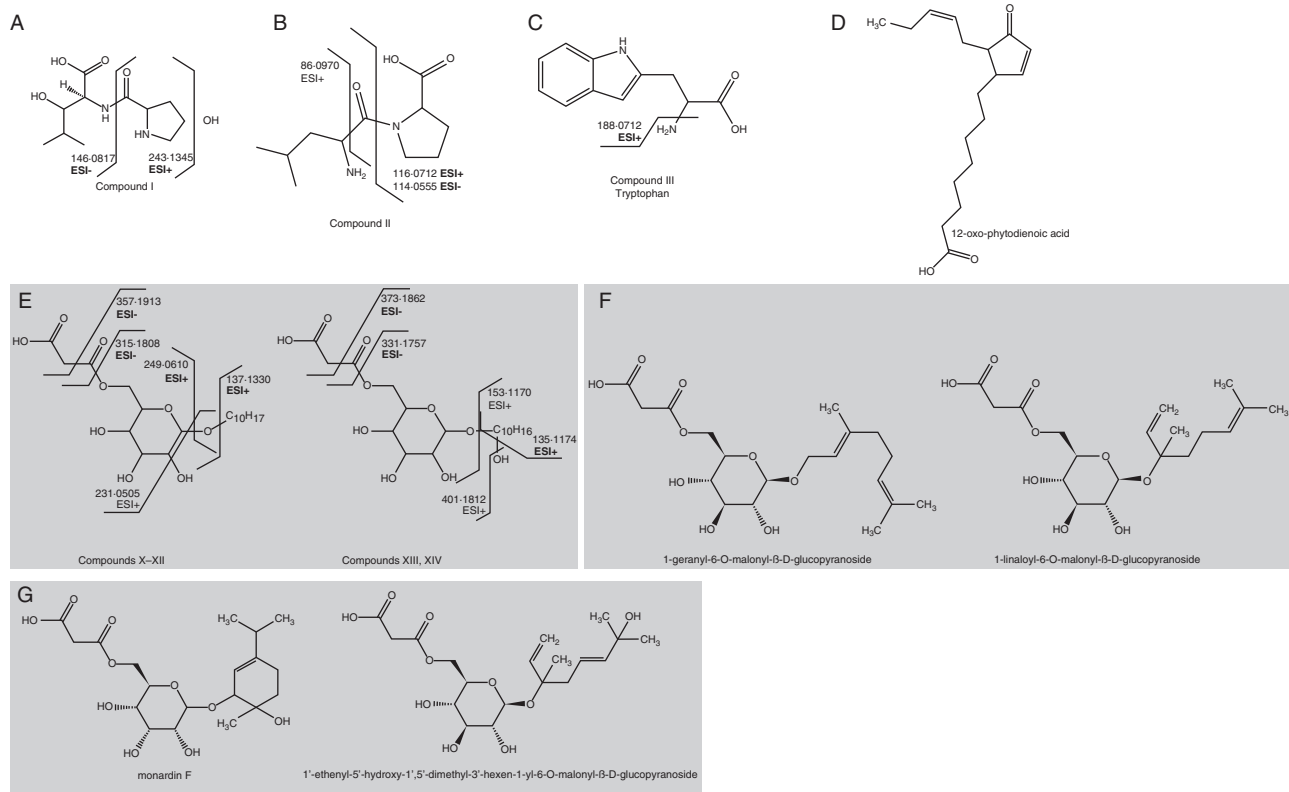 A
HO
O
H
O
HO
N
H
HN
OH
146·0817
ESI-
243·1345
ESI+
Compound I
B
86·0970
ESI+
HO
O
O
N
NH2
116·0712 ESI+
114·0555 ESI-
Compound II
C
H
N
O
OH
H2N
188·0712
ESI+
Compound III
Tryptophan
D
H3C
O
12-oxo-phytodienoic acid
HO
O
E
357·1913
ESI-
O
HO
O
315·1808
ESI-
249·0610
ESI+
137·1330
ESI+
O
O
O
C10H17
HO
HO
OH
231·0505
ESI+
Compounds X–XII
373·1862
ESI-
O
HO
O
331·1757
ESI-
O
153·1170
ESI+
O
O
C10H16
HO
OH
135·1174
ESI+
HO
OH
401·1812
ESI+
Compounds XIII, XIV
F
O
HO
O
O
H3C
O
HO
O
HO
OH
CH3
H3C
1-geranyl-6-O-malonyl-ß-D-glucopyranoside
O
HO
O
O
CH2
CH3
H3C
CH3
O
HO
O
HO
OH
1-linaloyl-6-O-malonyl-ß-D-glucopyranoside
G
O
HO
O
O
H3C
CH3
O
HO
O
H3C
OH
HO
OH
monardin F
O
HO
O
O
CH2
CH3
H3C
OH
CH3
O
HO
O
HO
OH
1'-ethenyl-5'-hydroxy-1',5'-dimethyl-3'-hexen-1-yl-6-O-malonyl-ß-D-glucopyranoside